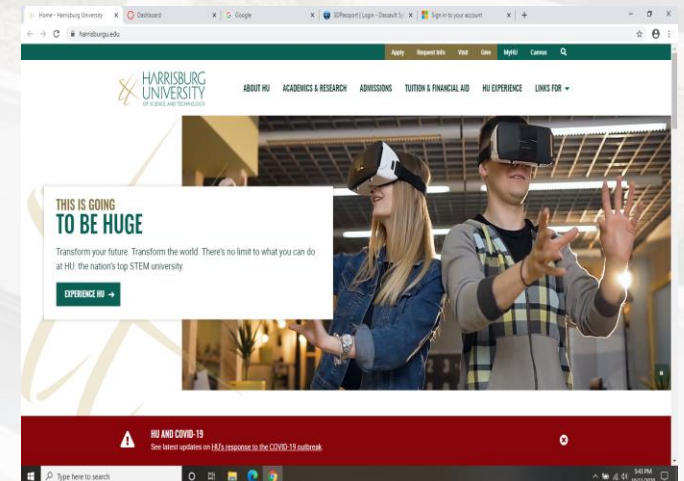 Home - Harrisburg University
Dashboard
Google
3DPassport | Login - Dassault Sy
Sign in to your account
harrisburgu.edu
Apply Request Info Visit Give MyHU Canvas
HARRISBURG
UNIVERSITY
OF SCIENCE AND TECHNOLOGY
ABOUT HU ACADEMICS & RESEARCH ADMISSIONS TUITION & FINANCIAL AID HU EXPERIENCE LINKS FOR
THIS IS GOING
TO BE HUGE
Transform your future. Transform the world. There's no limit to what you can do
at HU: the nation's top STEM university.
EXPERIENCE HU →
HU AND COVID-19
See latest updates on HU's response to the COVID-19 outbreak.
Type here to search
5:43 PM